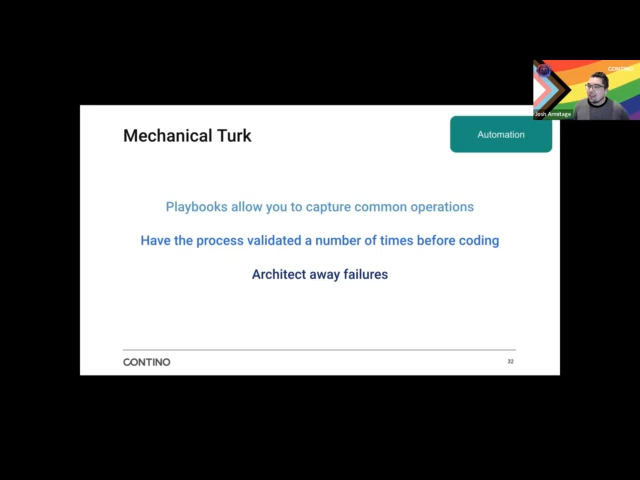 CONTINO
Josh Armitage
Mechanical Turk
Automation
Playbooks allow you to capture common operations
Have the process validated a number of times before coding
Architect away failures
CONTINO
32